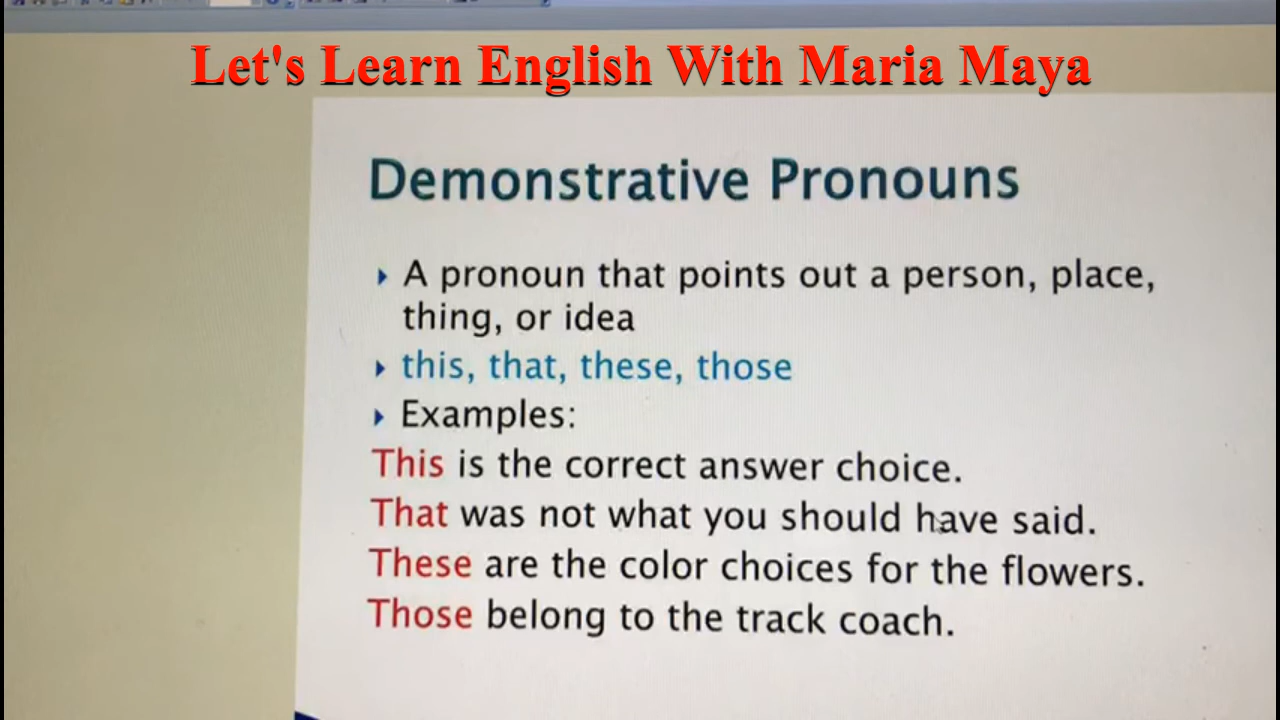 Let's Learn English With Maria Maya
Demonstrative Pronouns
A pronoun that points out a person, place,
thing, or idea
this, that, these, those
Examples:
This is the correct answer choice.
That was not what you should have said.
These are the color choices for the flowers.
Those belong to the track coach.